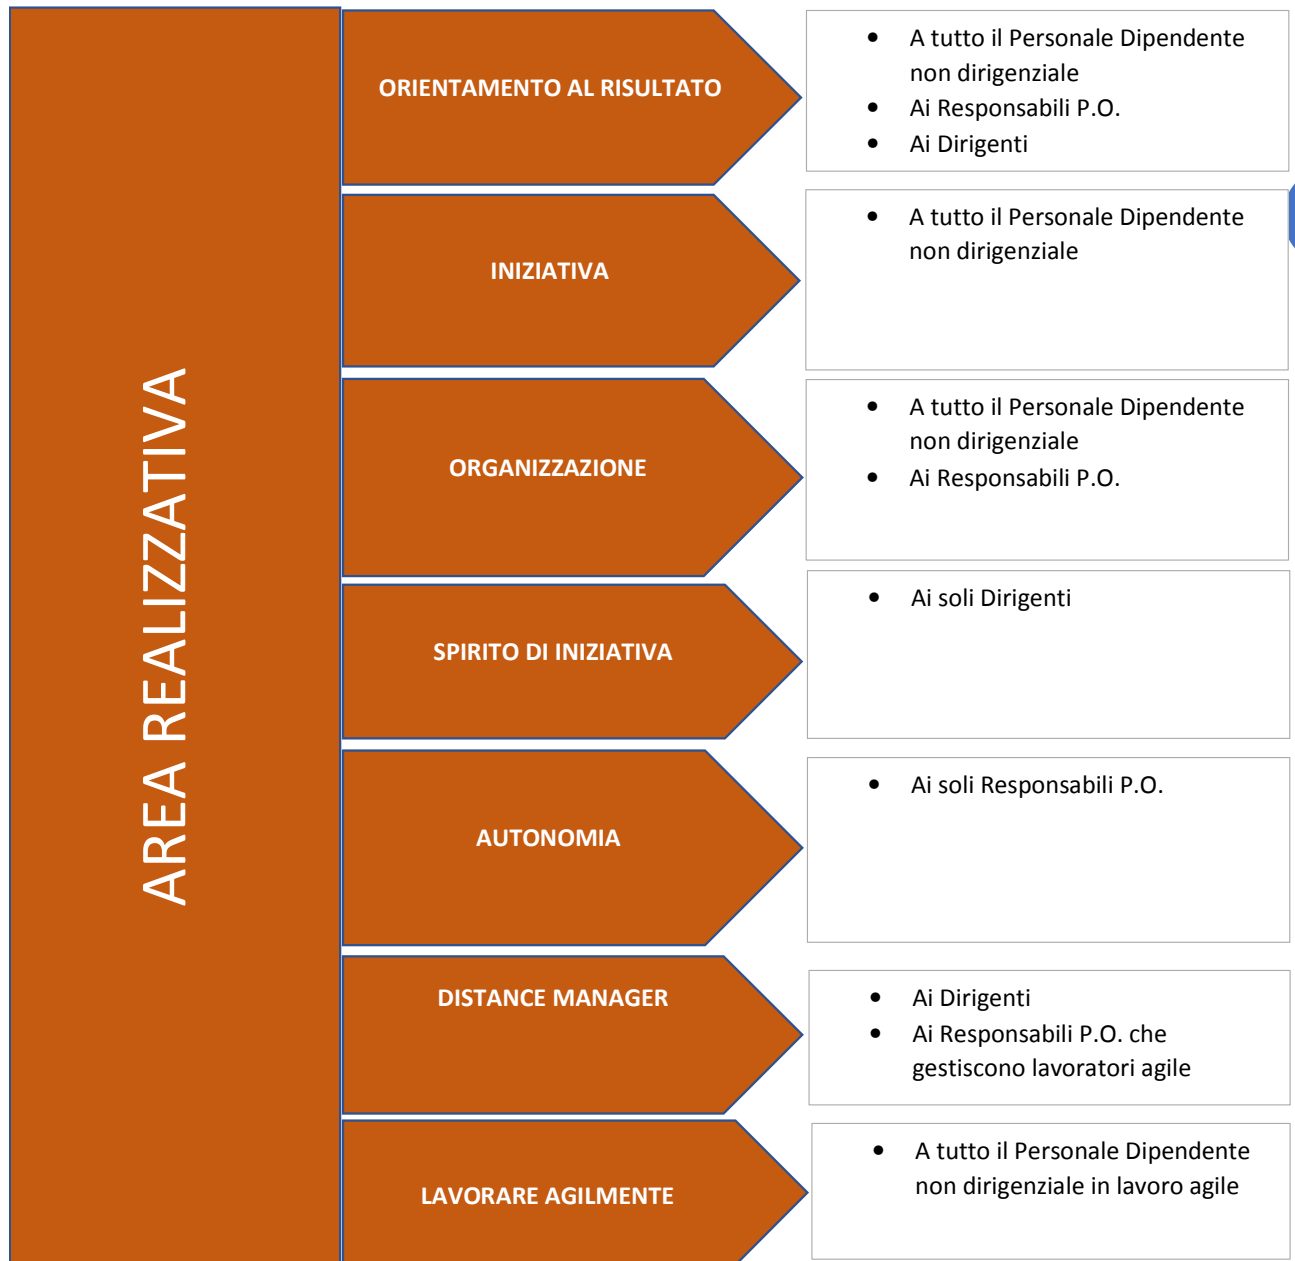 AREA REALIZZATIVA
ORIENTAMENTO AL RISULTATO
• A tutto il Personale Dipendente
non dirigenziale
• Ai Responsabili P.O.
• Ai Dirigenti
INIZIATIVA
• A tutto il Personale Dipendente
non dirigenziale
ORGANIZZAZIONE
• A tutto il Personale Dipendente
non dirigenziale
• Ai Responsabili P.O.
SPIRITO DI INIZIATIVA
• Ai soli Dirigenti
AUTONOMIA
• Ai soli Responsabili P.O.
DISTANCE MANAGER
• Ai Dirigenti
• Ai Responsabili P.O. che
gestiscono lavoratori agile
LAVORARE AGILMENTE
• A tutto il Personale Dipendente
non dirigenziale in lavoro agile